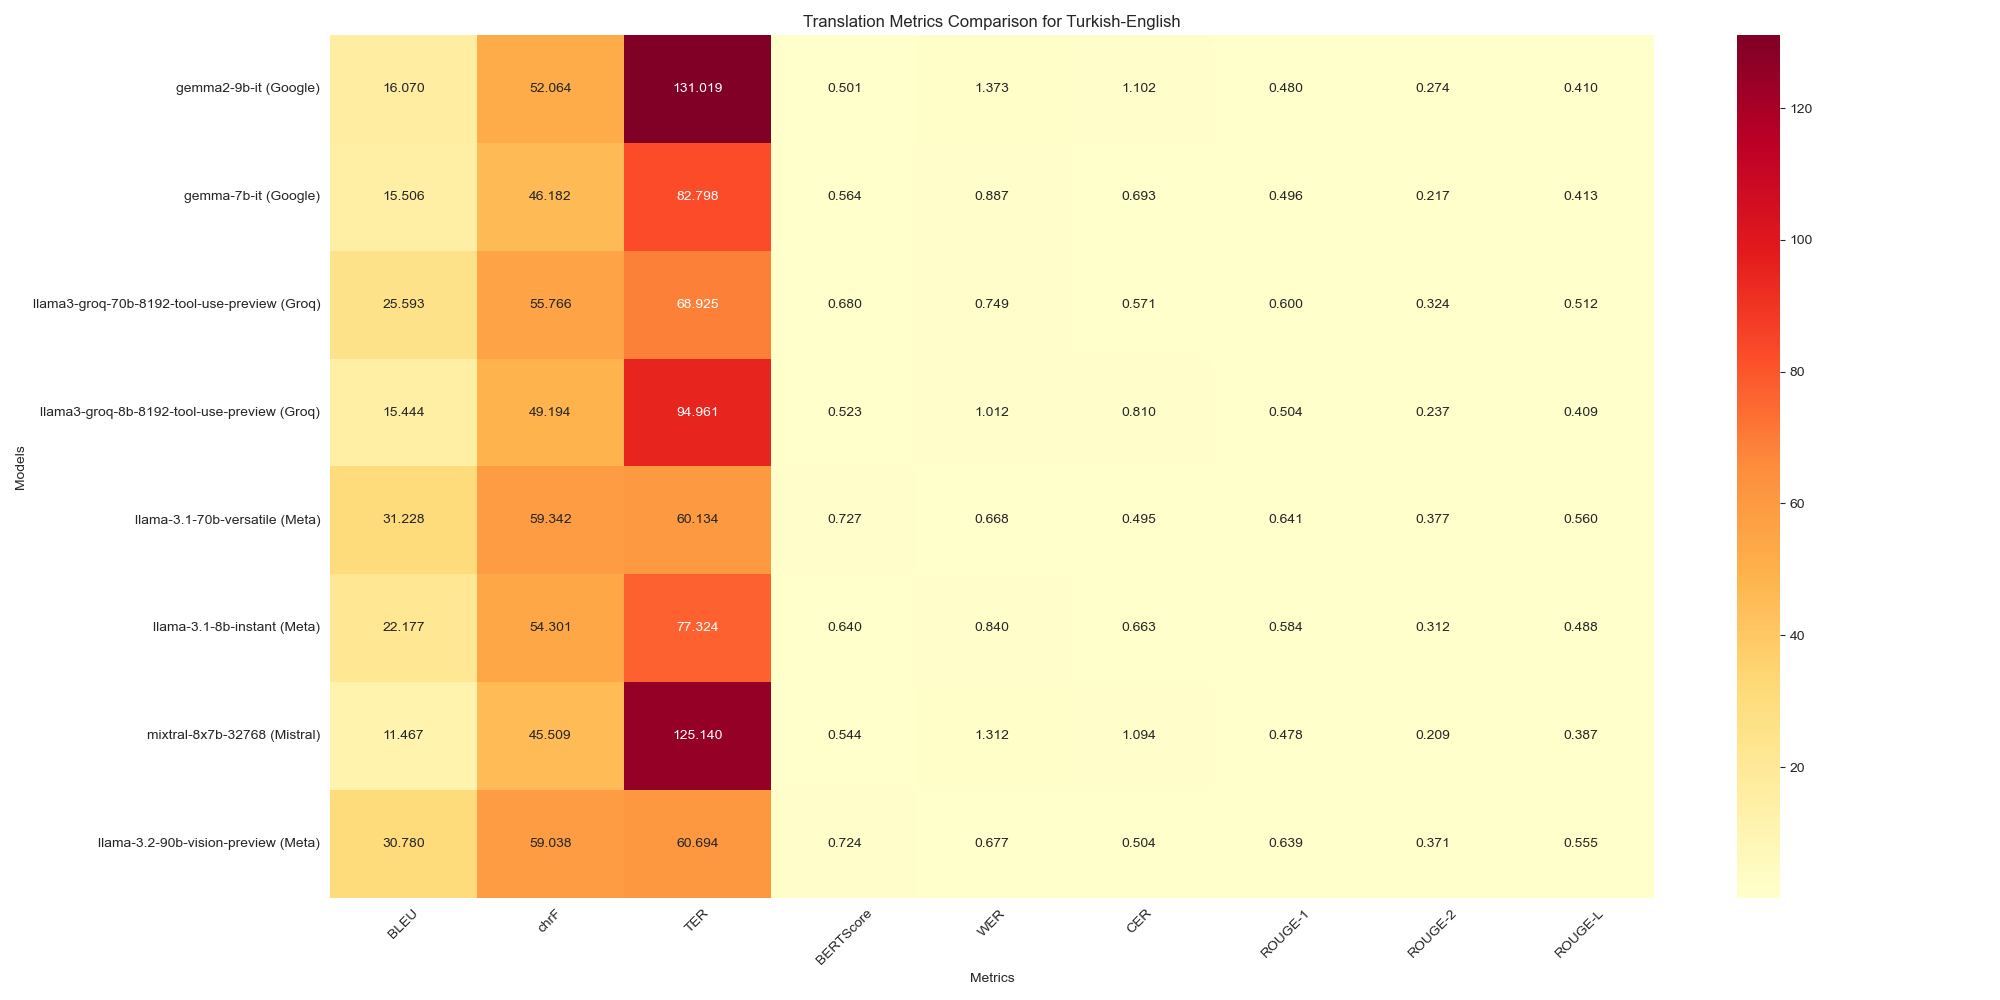 Translation Metrics Comparison for Turkish-English
gemma2-9b-it (Google) 16.070 52.064 131.019 0.501 1.373 1.102 0.480 0.274 0.410
gemma-7b-it (Google) 15.506 46.182 82.798 0.564 0.887 0.693 0.496 0.217 0.413
llama3-groq-70b-8192-tool-use-preview (Groq) 25.593 55.766 68.925 0.680 0.749 0.571 0.600 0.324 0.512
llama3-groq-8b-8192-tool-use-preview (Groq) 15.444 49.194 94.961 0.523 1.012 0.810 0.504 0.237 0.409
llama-3.1-70b-versatile (Meta) 31.228 59.342 60.134 0.727 0.668 0.495 0.641 0.377 0.560
llama-3.1-8b-instant (Meta) 22.177 54.301 77.324 0.640 0.840 0.663 0.584 0.312 0.488
mixtral-8x7b-32768 (Mistral) 11.467 45.509 125.140 0.544 1.312 1.094 0.478 0.209 0.387
llama-3.2-90b-vision-preview (Meta) 30.780 59.038 60.694 0.724 0.677 0.504 0.639 0.371 0.555
Models
BLEU chrF TER BERTScore WER CER ROUGE-1 ROUGE-2 ROUGE-L
Metrics
120
100
80
60
40
20